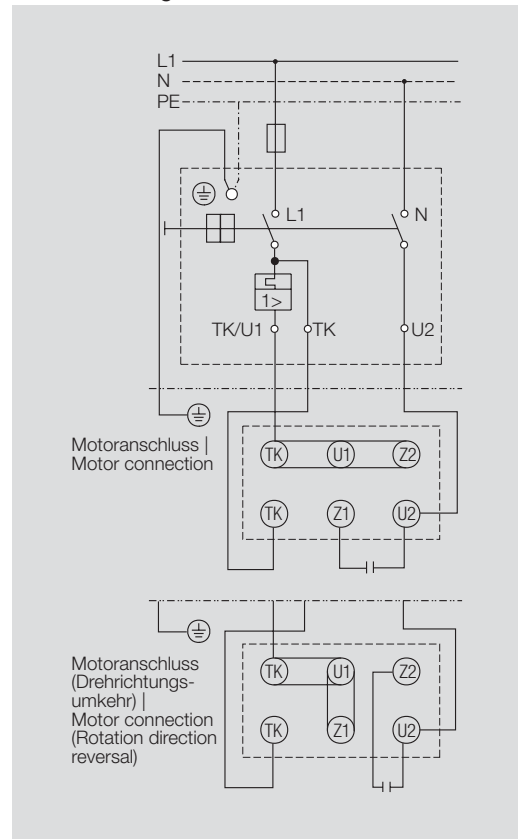 L1
N
PE
L1 N
1>
TK/U1 TK U2
Motoranschluss |
Motor connection
TK U1 Z2
TK Z1 U2
Motoranschluss
(Drehrichtungs-
umkehr) |
Motor connection
(Rotation direction
reversal)
TK U1 Z2
TK Z1 U2